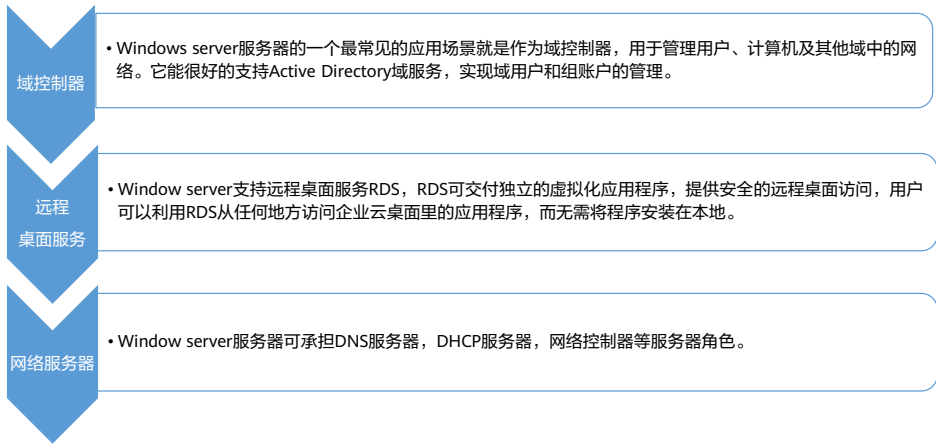 域控制器
• Windows server服务器的一个最常见的应用场景就是作为域控制器，用于管理用户、计算机及其他域中的网
络。它能很好的支持Active Directory域服务，实现域用户和组账户的管理。
远程
桌面服务
• Window server支持远程桌面服务RDS，RDS可交付独立的虚拟化应用程序，提供安全的远程桌面访问，用户
可以利用RDS从任何地方访问企业云桌面里的应用程序，而无需将程序安装在本地。
网络服务器
• Window server服务器可承担DNS服务器，DHCP服务器，网络控制器等服务器角色。